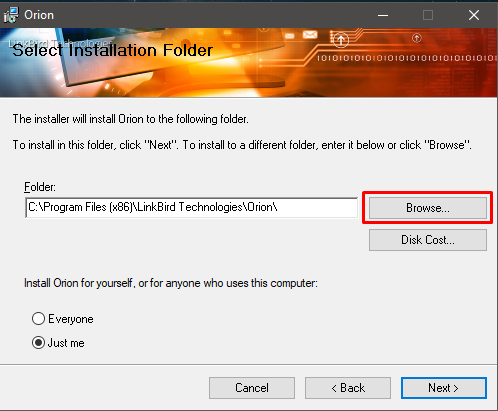 Orion
LinkBird Technologies
Select Installation Folder
The installer will install Orion to the following folder.
To install in this folder, click "Next". To install to a different folder, enter it below or click "Browse".
Folder:
C:\Program Files (x86)\LinkBird Technologies\Orion\
Browse...
Disk Cost...
Install Orion for yourself, or for anyone who uses this computer:
Everyone
Just me
Cancel
< Back
Next >